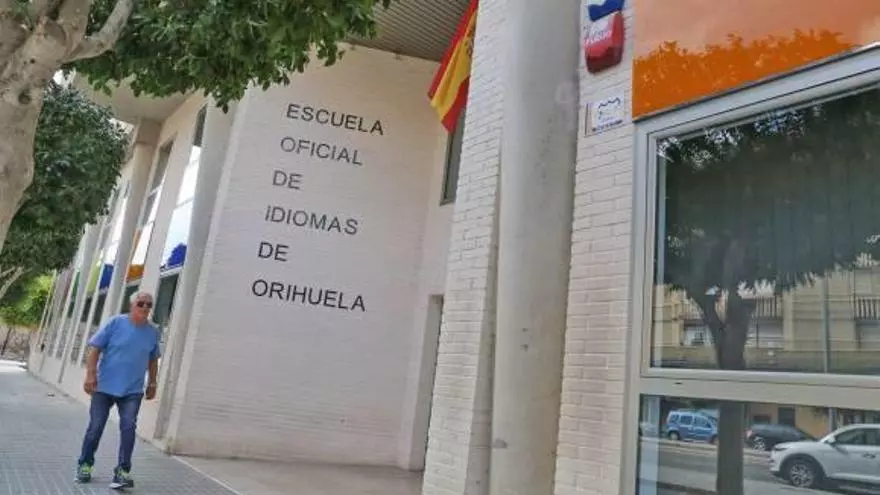 ESCUELA
OFICIAL
DE
IDIOMAS
DE
ORIHUELA